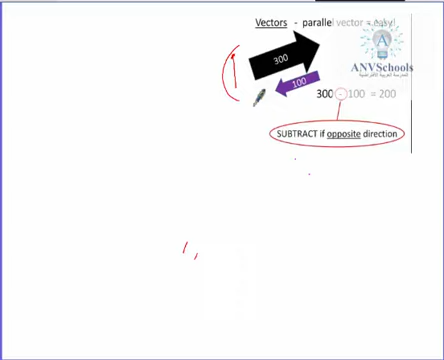 Vectors - parallel vector = easy!
300
ANVSchools
100
300 - 100 = 200
SUBTRACT if opposite direction